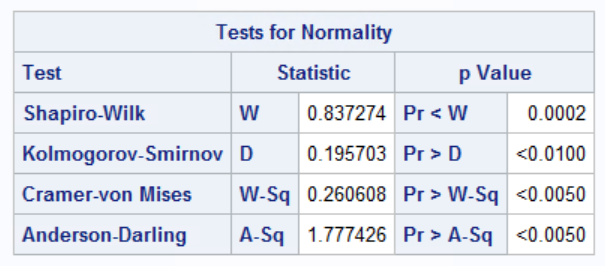 Tests for Normality
Test Statistic p Value
Shapiro-Wilk W 0.837274 Pr < W 0.0002
Kolmogorov-Smirnov D 0.195703 Pr > D <0.0100
Cramer-von Mises W-Sq 0.260608 Pr > W-Sq <0.0050
Anderson-Darling A-Sq 1.777426 Pr > A-Sq <0.0050